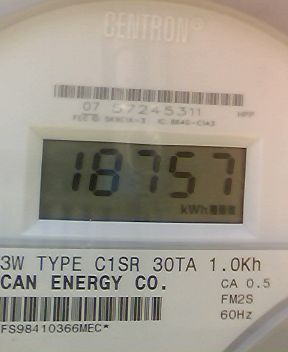 CENTRON®
07 57245311 HPP
18757
kWh
3W TYPE C1SR 30TA 1.0Kh
CAN ENERGY CO. CA 0.5
FM2S
FS98410366MEC* 60Hz